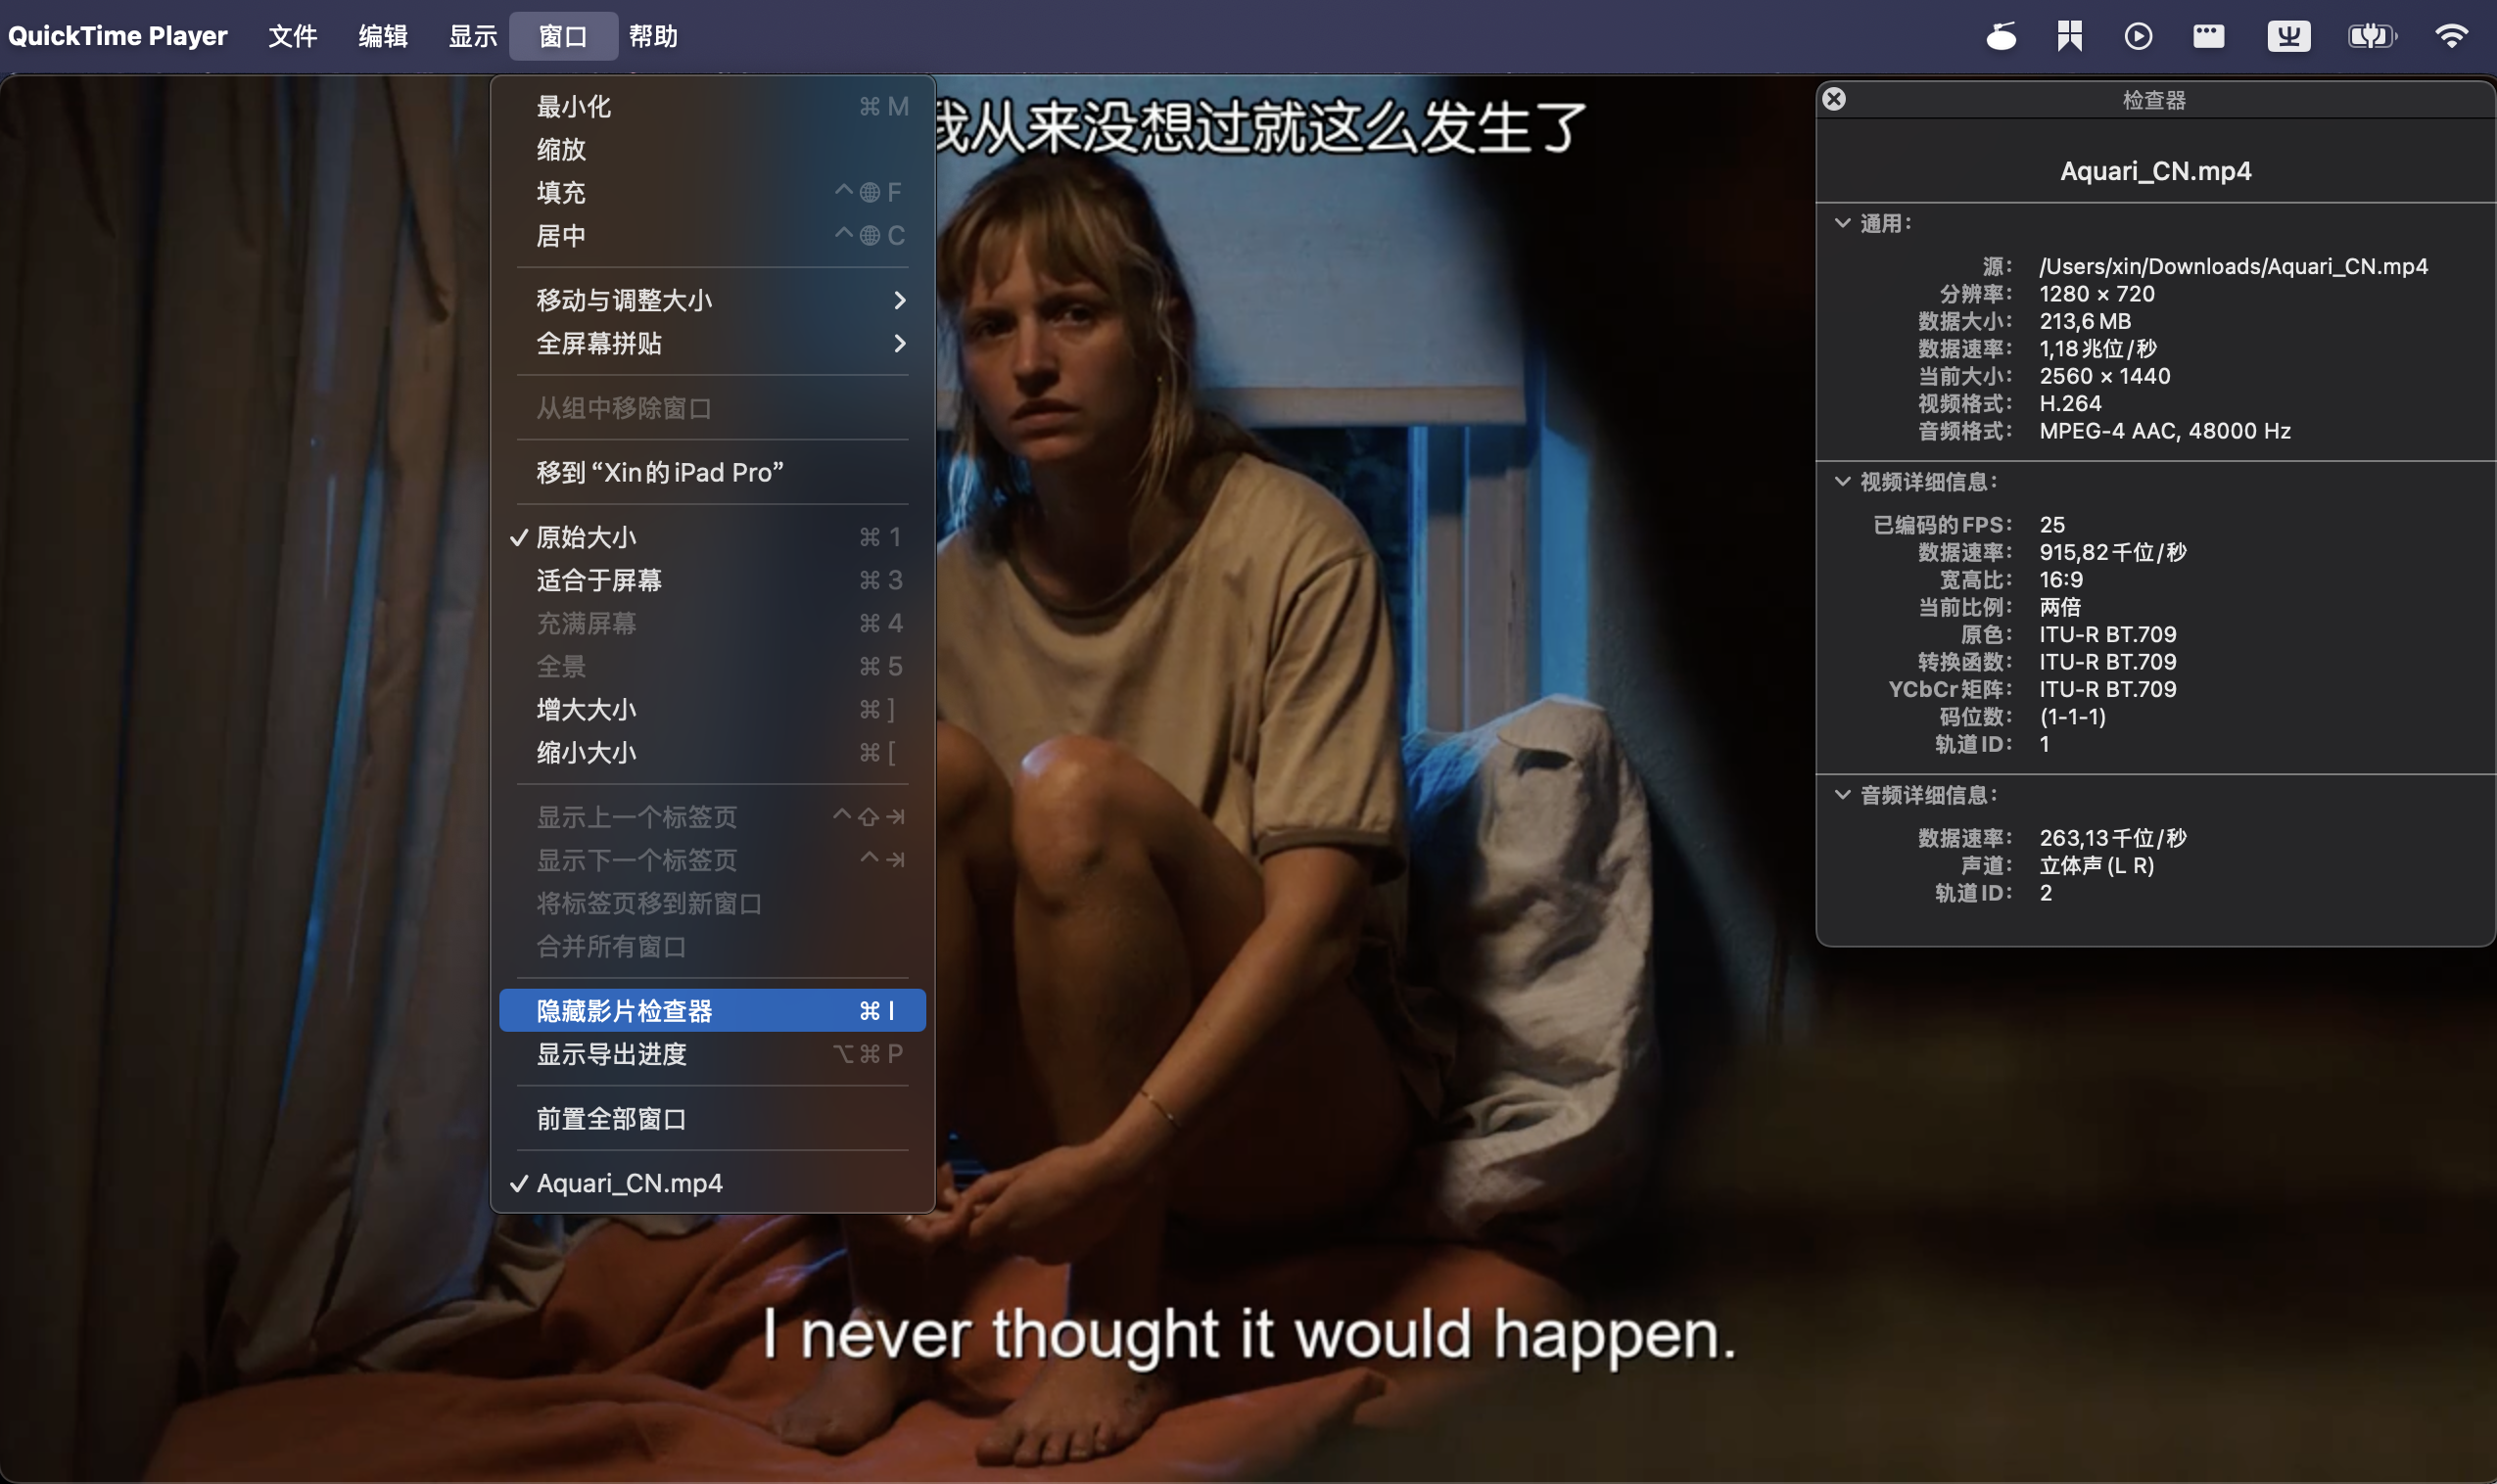 QuickTime Player 文件 编辑 显示 窗口 帮助
最小化 ⌘ M
缩放
填充 ^ F
居中 ^ C
移动与调整大小
全屏幕拼贴
从组中移除窗口
移到 “Xin的 iPad Pro”
✓ 原始大小 ⌘ 1
适合于屏幕 ⌘ 3
充满屏幕 ⌘ 4
全景 ⌘ 5
增大大小 ⌘ ]
缩小大小 ⌘ [
显示上一个标签页 ^⇧⇥
显示下一个标签页 ^⇥
将标签页移到新窗口
合并所有窗口
隐藏影片检查器 ⌘ I
显示导出进度 ⌥⌘ P
前置全部窗口
✓ Aquari_CN.mp4
我从来没想过就这么发生了
I never thought it would happen.
检查器
Aquari_CN.mp4
通用：
源： /Users/xin/Downloads/Aquari_CN.mp4
分辨率： 1280 × 720
数据大小： 213,6 MB
数据速率： 1,18 兆位/秒
当前大小： 2560 × 1440
视频格式： H.264
音频格式： MPEG-4 AAC, 48000 Hz
视频详细信息：
已编码的 FPS： 25
数据速率： 915,82 千位/秒
宽高比： 16:9
当前比例： 两倍
原色： ITU-R BT.709
转换函数： ITU-R BT.709
YCbCr 矩阵： ITU-R BT.709
码位数： (1-1-1)
轨道 ID： 1
音频详细信息：
数据速率： 263,13 千位/秒
声道： 立体声 (L R)
轨道 ID： 2